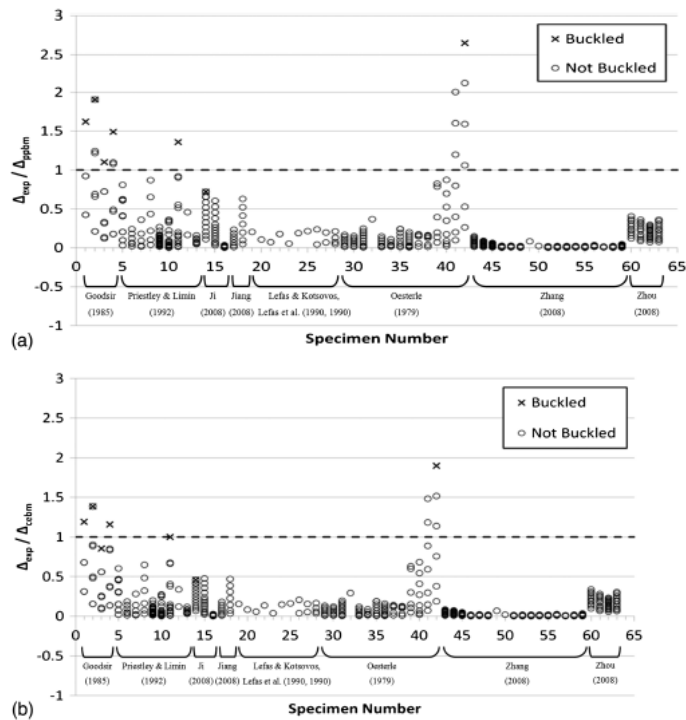 3
× Buckled
2.5
○ Not Buckled
2
1.5
1
0.5
0
-0.5
-1
Δexp / Δppbm
0 5 10 15 20 25 30 35 40 45 50 55 60 65
Goodsir Priestley & Limin Ji Jiang Lefas & Kotsovos, Oesterle Zhang Zhou
(1985) (1992) (2008) (2008) Lefas et al. (1990, 1990) (1979) (2008) (2008)
(a) Specimen Number
3
× Buckled
2.5
○ Not Buckled
2
1.5
1
0.5
0
-0.5
-1
Δexp / Δcebm
0 5 10 15 20 25 30 35 40 45 50 55 60 65
Goodsir Priestley & Limin Ji Jiang Lefas & Kotsovos, Oesterle Zhang Zhou
(1985) (1992) (2008) (2008) Lefas et al. (1990, 1990) (1979) (2008) (2008)
(b) Specimen Number